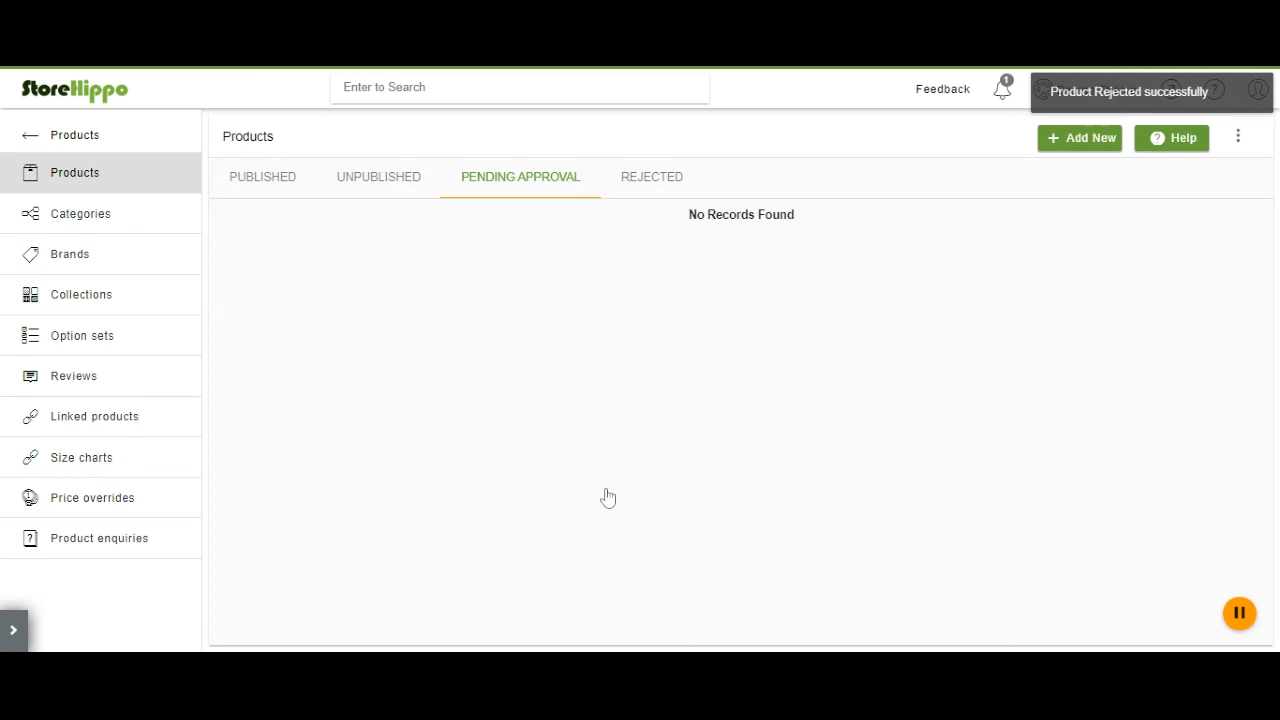 StoreHippo
Enter to Search
Feedback
1
Product Rejected successfully
Products
Products
Categories
Brands
Collections
Option sets
Reviews
Linked products
Size charts
Price overrides
Product enquiries
Products
+ Add New
? Help
PUBLISHED UNPUBLISHED PENDING APPROVAL REJECTED
No Records Found